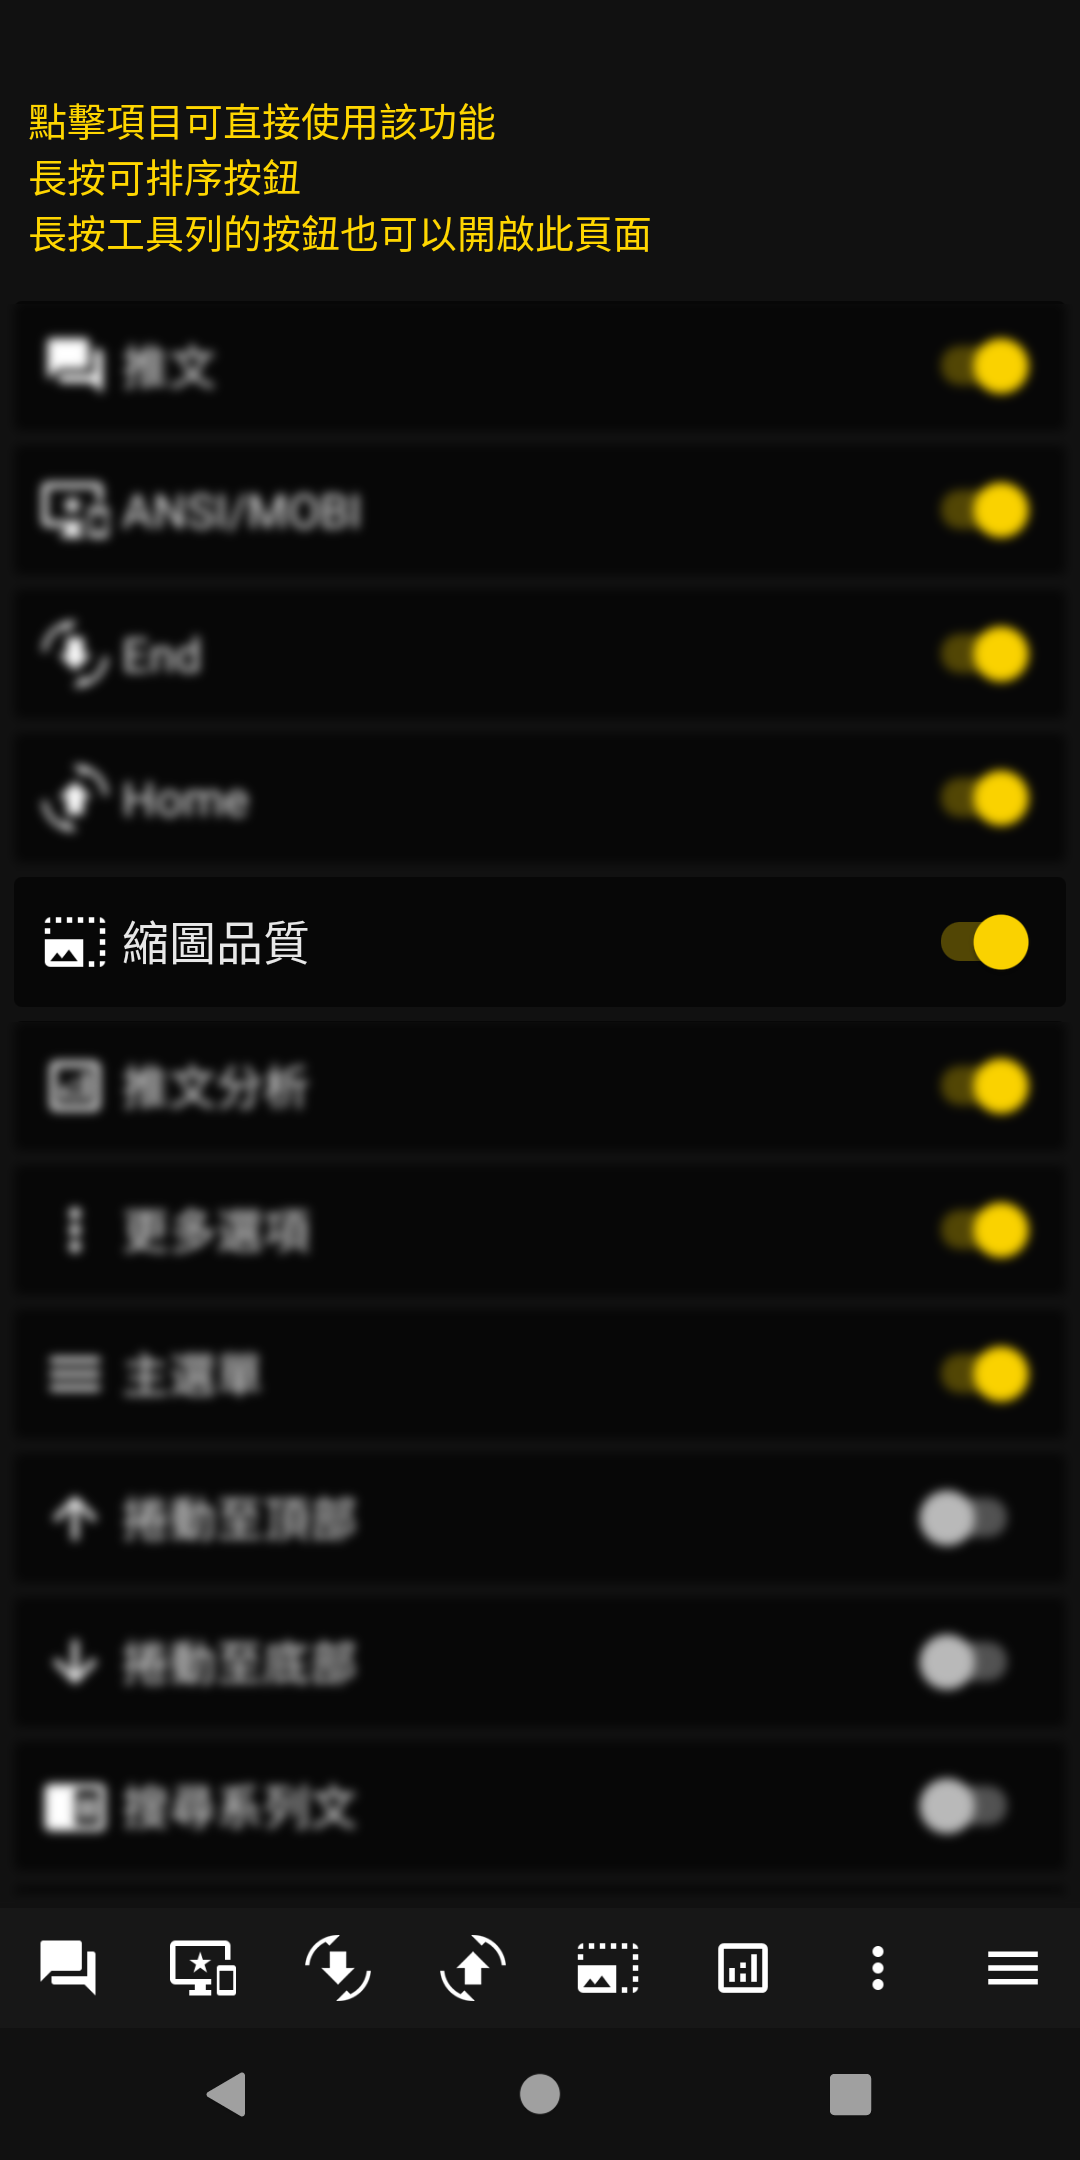 點擊項目可直接使用該功能
長按可排序按鈕
長按工具列的按鈕也可以開啟此頁面
推文
ANSI/MOBI
End
Home
縮圖品質
推文分析
更多選項
主選單
捲動至頂部
捲動至底部
搜尋系列文